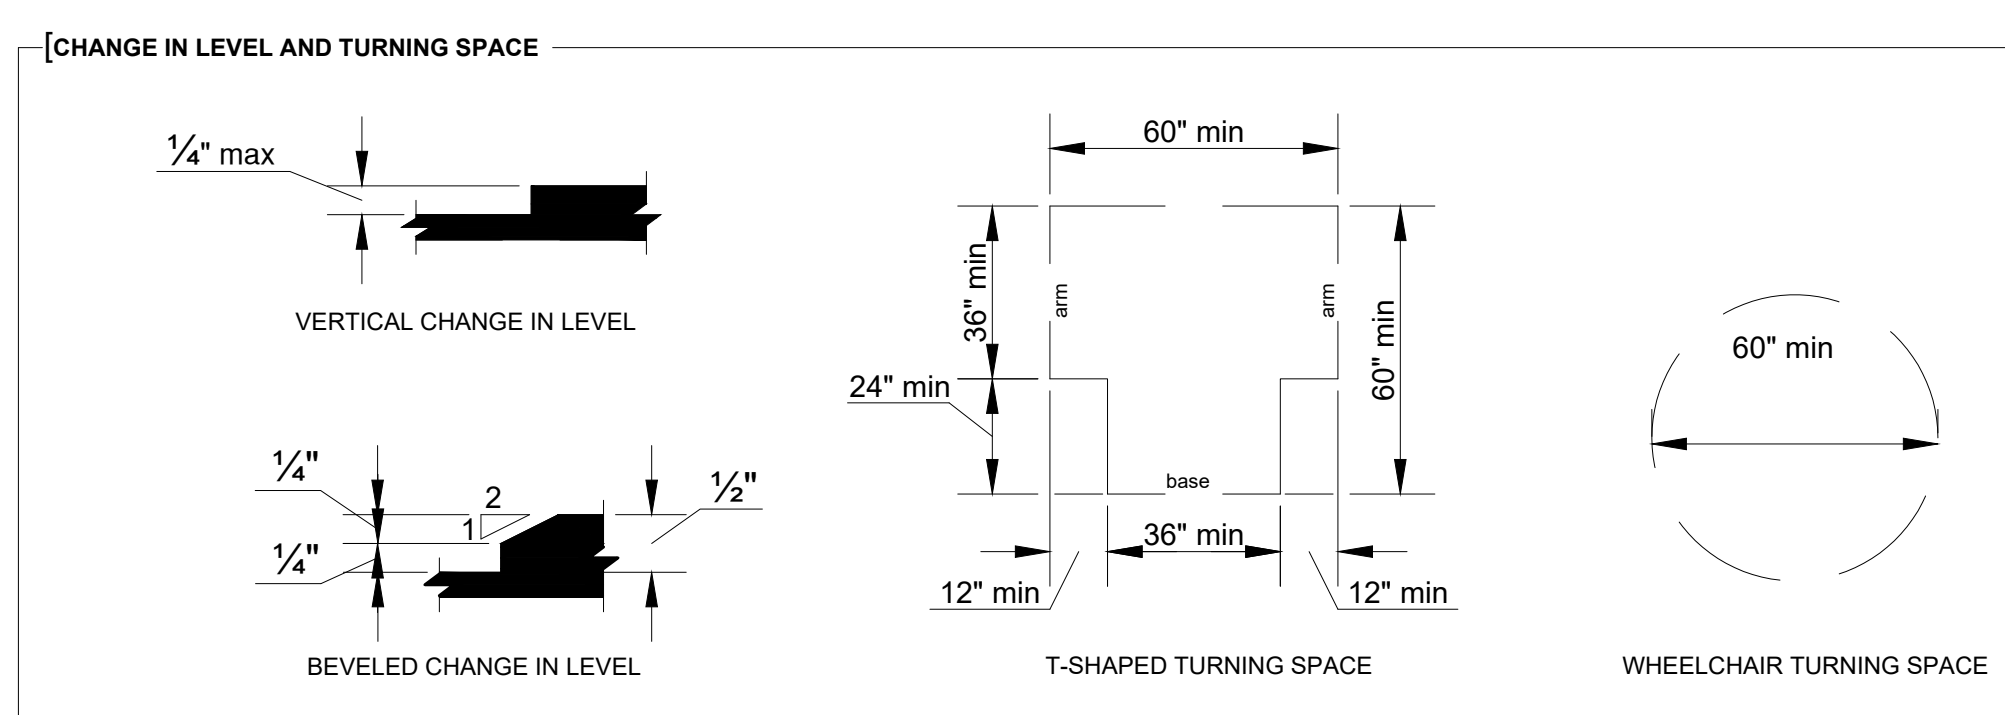 [CHANGE IN LEVEL AND TURNING SPACE
¼" max
VERTICAL CHANGE IN LEVEL
¼"
2
1
¼"
½"
BEVELED CHANGE IN LEVEL
60" min
36" min
arm
arm
60" min
24" min
base
36" min
12" min
12" min
T-SHAPED TURNING SPACE
60" min
WHEELCHAIR TURNING SPACE